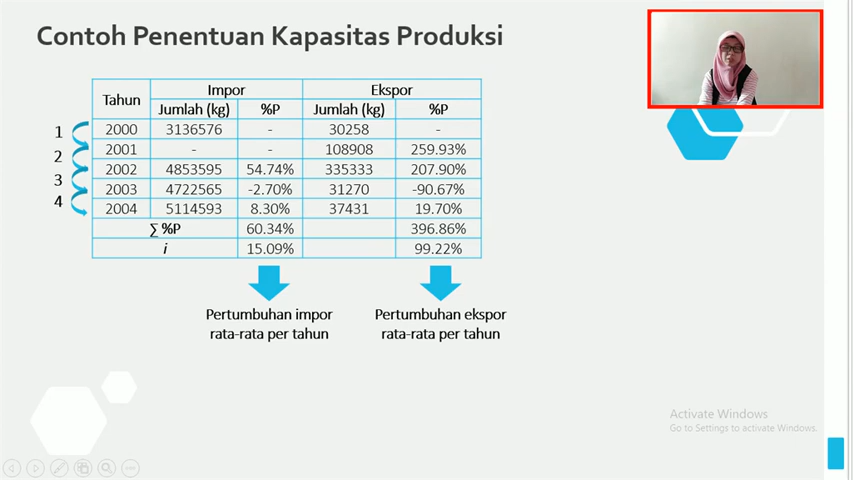 Contoh Penentuan Kapasitas Produksi
Tahun Impor Ekspor
Jumlah (kg) %P Jumlah (kg) %P
1
2
3
4
2000 3136576 - 30258 -
2001 - - 108908 259.93%
2002 4853595 54.74% 335333 207.90%
2003 4722565 -2.70% 31270 -90.67%
2004 5114593 8.30% 37431 19.70%
∑ %P 60.34% 396.86%
i 15.09% 99.22%
Pertumbuhan impor
rata-rata per tahun
Pertumbuhan ekspor
rata-rata per tahun
Activate Windows
Go to Settings to activate Windows.